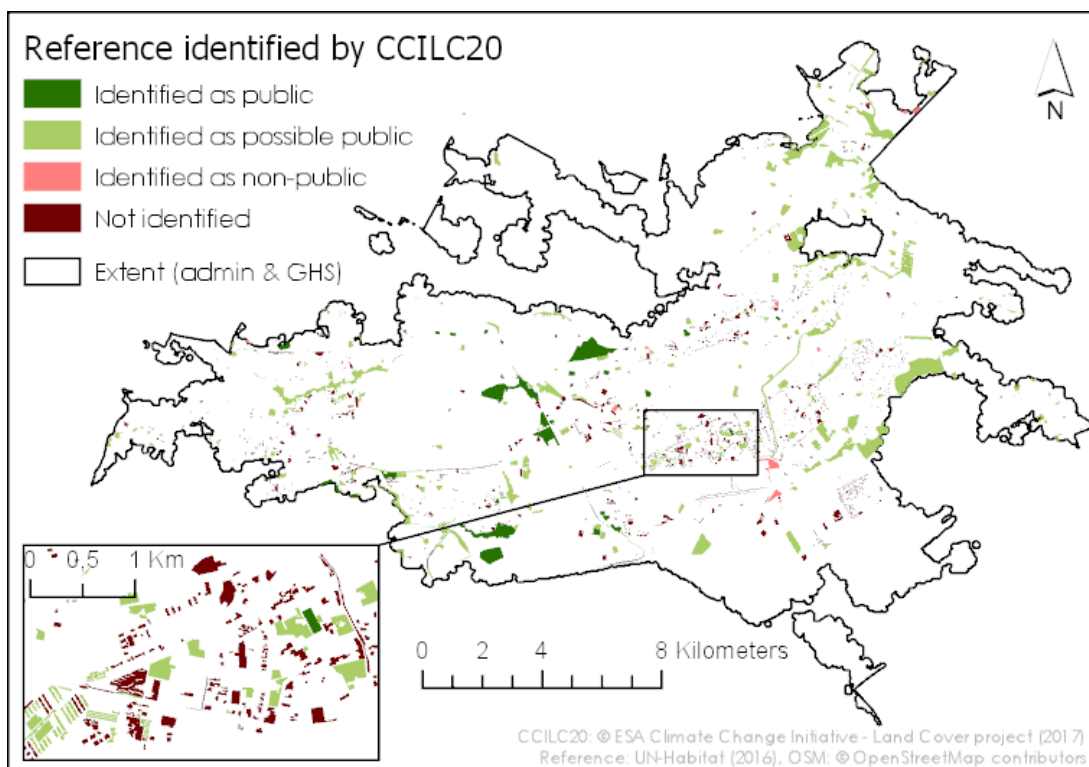 Reference identified by CCILC20
Identified as public
Identified as possible public
Identified as non-public
Not identified
Extent (admin & GHS)
N
0 0,5 1 Km
0 2 4 8 Kilometers
CCILC20: © ESA Climate Change Initiative - Land Cover project (2017)
Reference: UN-Habitat (2016), OSM: © OpenStreetMap contributors